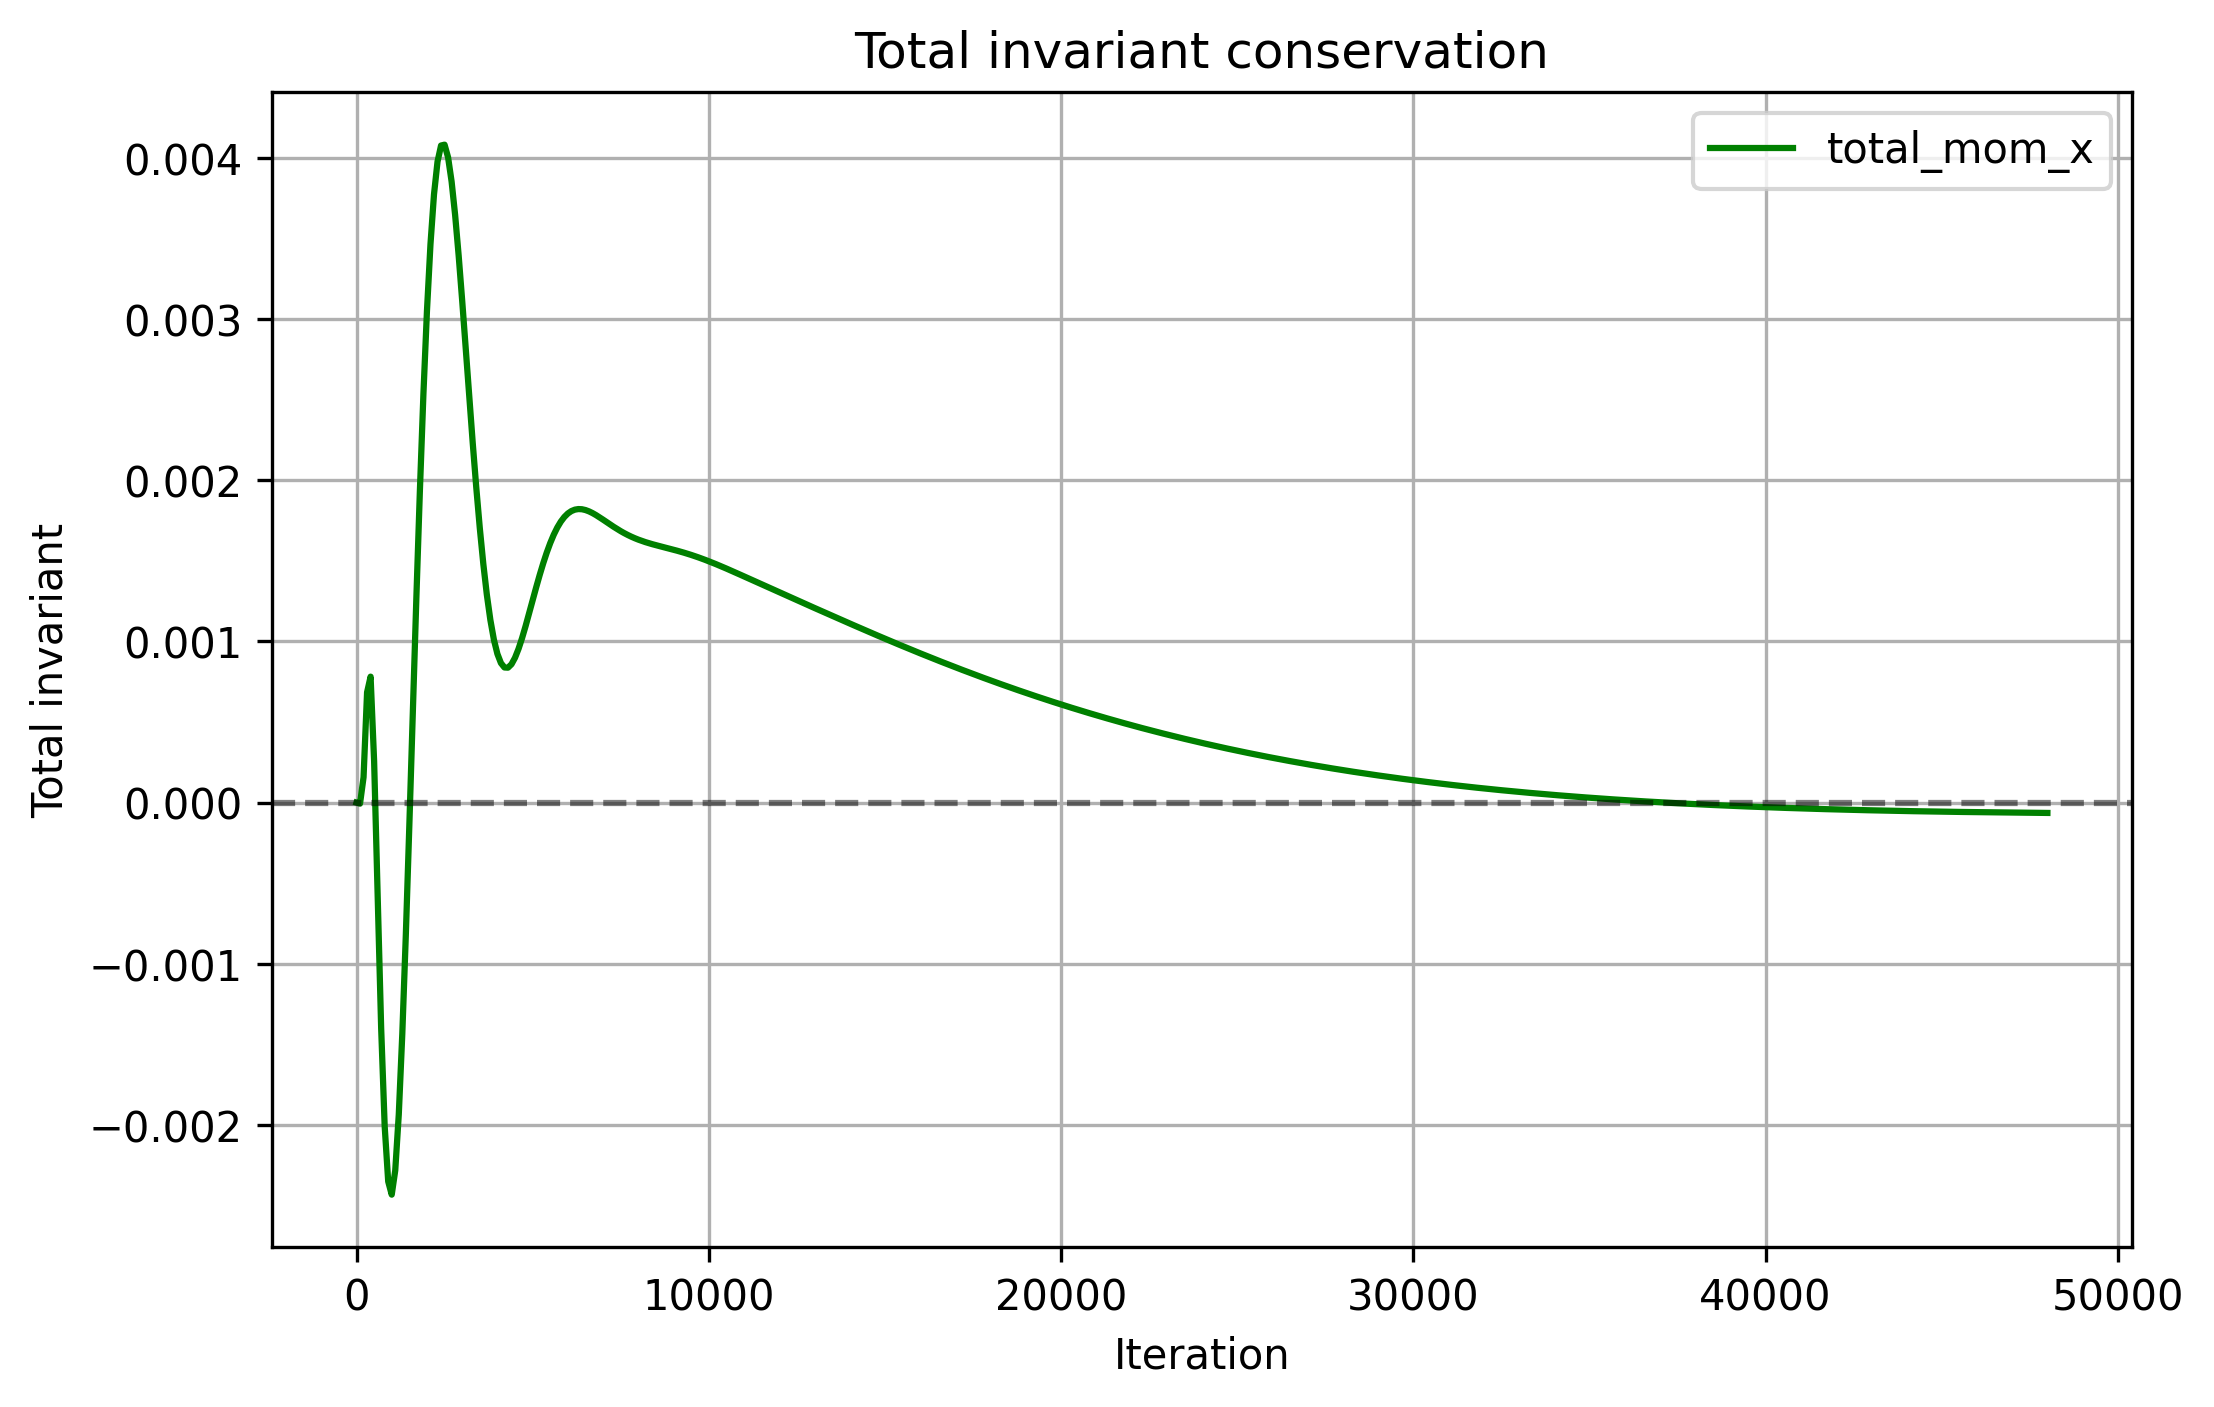 Total invariant conservation
total_mom_x
0.004
0.003
0.002
0.001
0.000
−0.001
−0.002
Total invariant
0 10000 20000 30000 40000 50000
Iteration